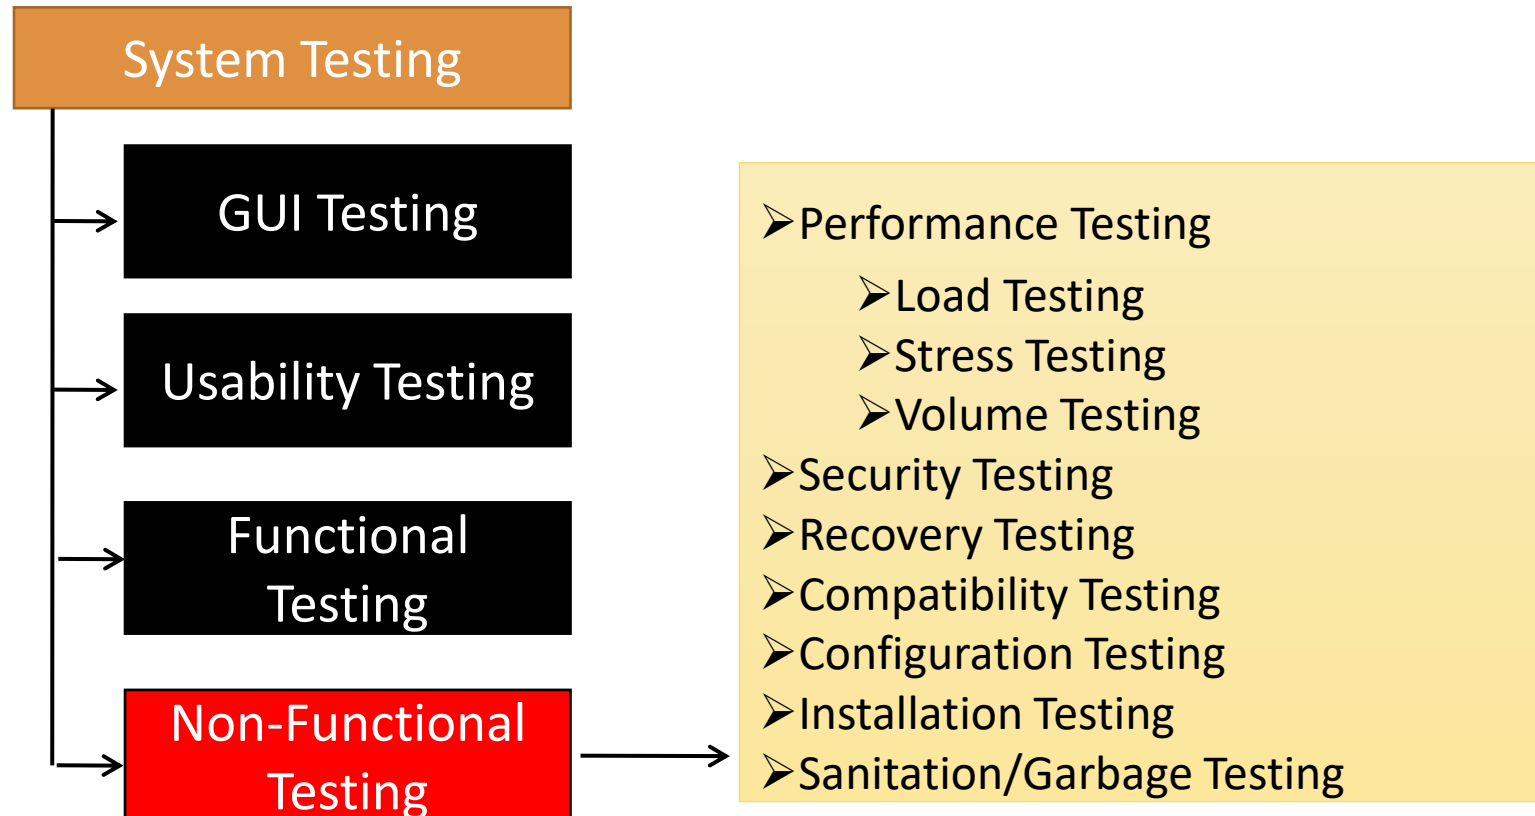 System Testing
GUI Testing
Usability Testing
Functional
Testing
Non-Functional
Testing
➢Performance Testing
➢Load Testing
➢Stress Testing
➢Volume Testing
➢Security Testing
➢Recovery Testing
➢Compatibility Testing
➢Configuration Testing
➢Installation Testing
➢Sanitation/Garbage Testing